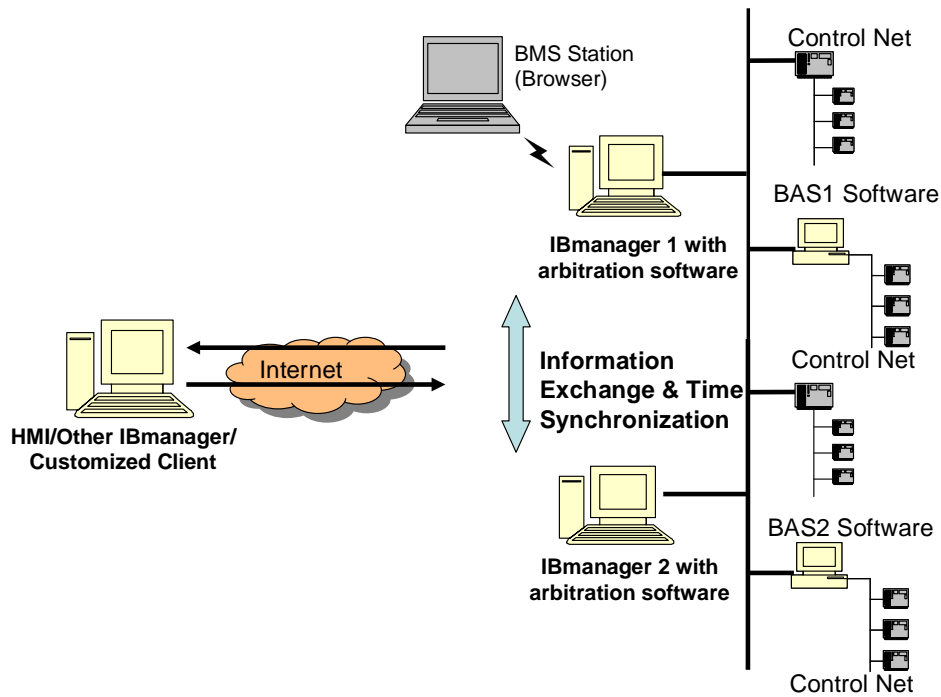 Control Net
BMS Station
(Browser)
BAS1 Software
IBmanager 1 with
arbitration software
Control Net
Internet
Information
Exchange & Time
Synchronization
HMI/Other IBmanager/
Customized Client
BAS2 Software
IBmanager 2 with
arbitration software
Control Net